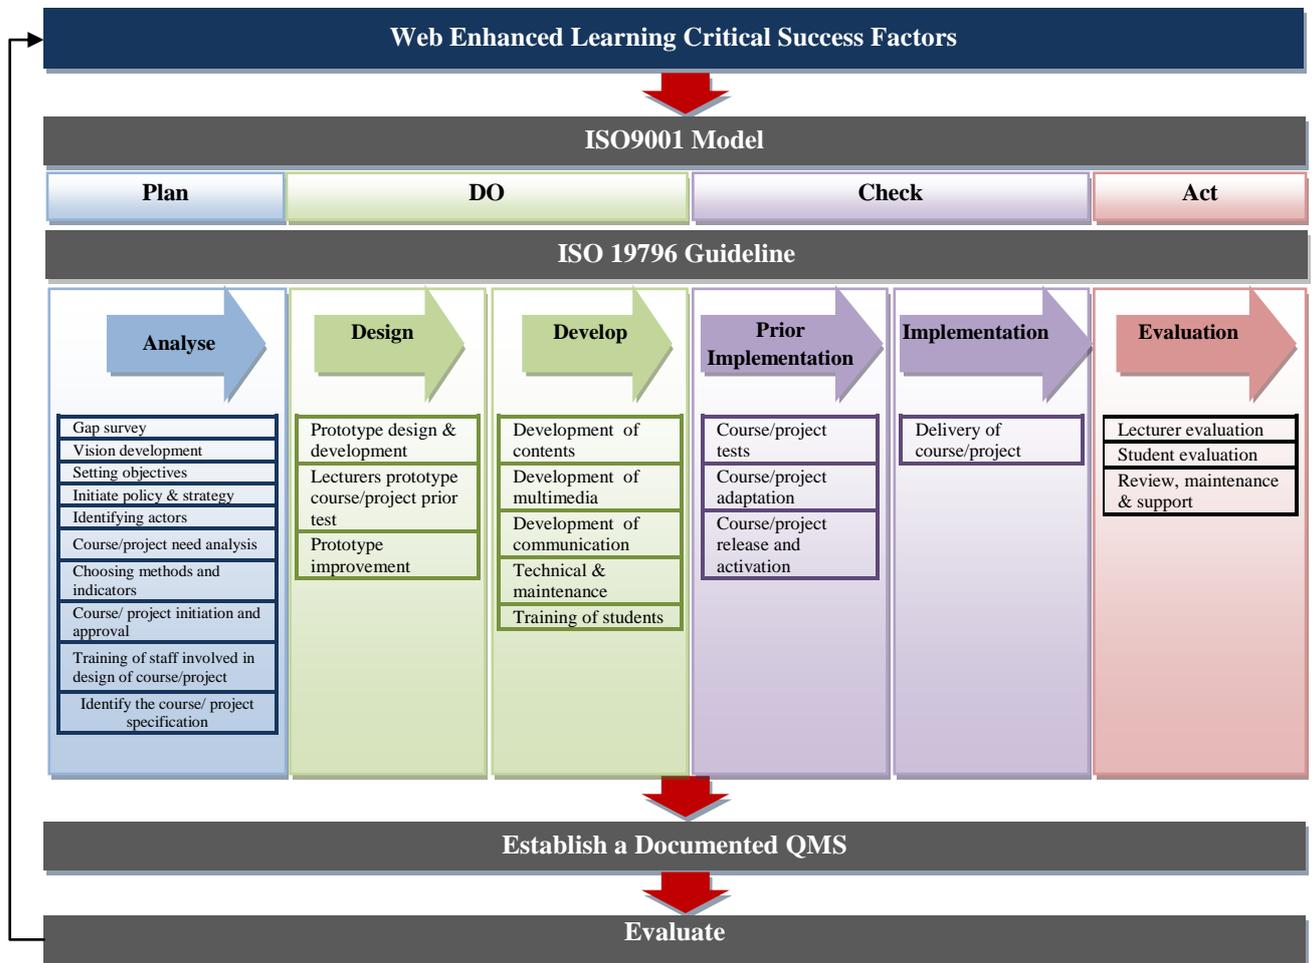 Web Enhanced Learning Critical Success Factors
ISO9001 Model
Plan
DO
Check
Act
ISO 19796 Guideline
Analyse
Gap survey
Vision development
Setting objectives
Initiate policy & strategy
Identifying actors
Course/project need analysis
Choosing methods and
indicators
Course/ project initiation and
approval
Training of staff involved in
design of course/project
Identify the course/ project
specification
Design
Prototype design &
development
Lecturers prototype
course/project prior
test
Prototype
improvement
Develop
Development of
contents
Development of
multimedia
Development of
communication
Technical &
maintenance
Training of students
Prior
Implementation
Course/project
tests
Course/project
adaptation
Course/project
release and
activation
Implementation
Delivery of
course/project
Evaluation
Lecturer evaluation
Student evaluation
Review, maintenance
& support
Establish a Documented QMS
Evaluate